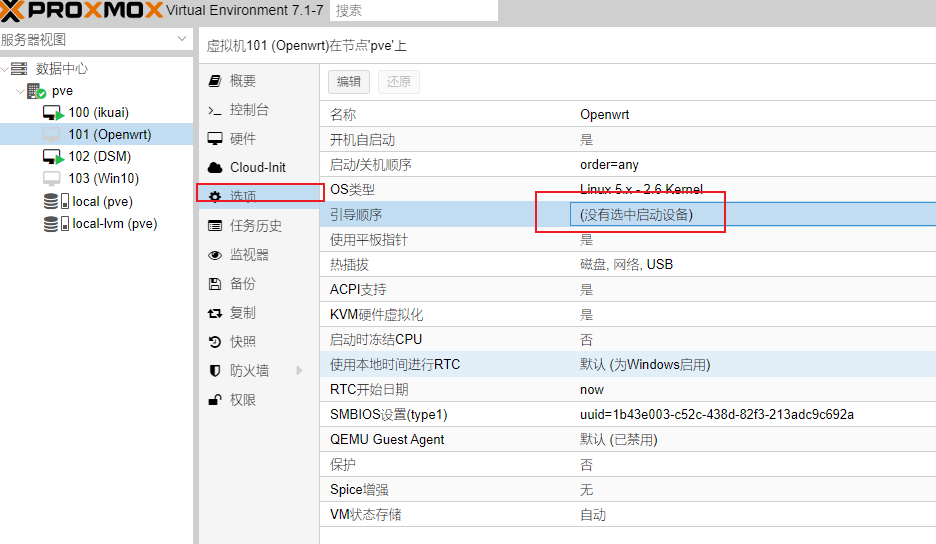 PROXMOX Virtual Environment 7.1-7 搜索
服务器视图
数据中心
pve
100 (ikuai)
101 (Openwrt)
102 (DSM)
103 (Win10)
local (pve)
local-lvm (pve)
虚拟机101 (Openwrt)在节点'pve'上
概要
控制台
硬件
Cloud-Init
选项
任务历史
监视器
备份
复制
快照
防火墙
权限
编辑 还原
名称 Openwrt
开机自启动 是
启动/关机顺序 order=any
OS类型 Linux 5.x - 2.6 Kernel
引导顺序 (没有选中启动设备)
使用平板指针 是
热插拔 磁盘, 网络, USB
ACPI支持 是
KVM硬件虚拟化 是
启动时冻结CPU 否
使用本地时间进行RTC 默认 (为Windows启用)
RTC开始日期 now
SMBIOS设置(type1) uuid=1b43e003-c52c-438d-82f3-213adc9c692a
QEMU Guest Agent 默认 (已禁用)
保护 否
Spice增强 无
VM状态存储 自动